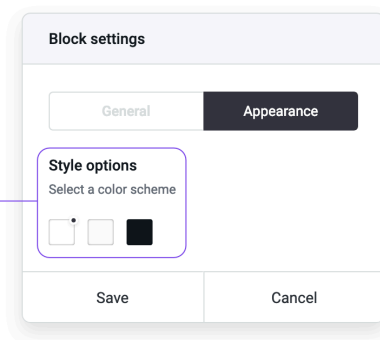 Block settings
General
Appearance
Style options
Select a color scheme
Save
Cancel